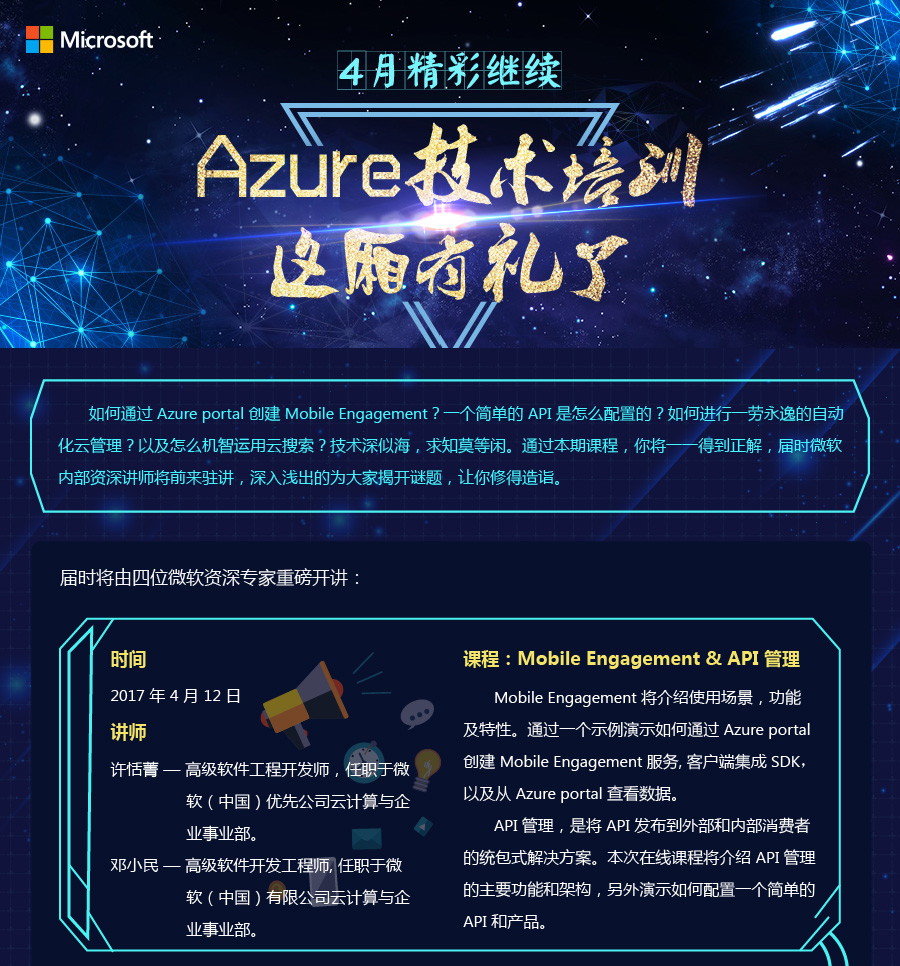 Microsoft
4月精彩继续
Azure技术培训
这厢有礼了
如何通过 Azure portal 创建 Mobile Engagement？一个简单的 API 是怎么配置的？如何进行一劳永逸的自动
化云管理？以及怎么机智运用云搜索？技术深似海，求知莫等闲。通过本期课程，你将一一得到正解，届时微软
内部资深讲师将前来驻讲，深入浅出的为大家揭开谜题，让你修得造诣。
届时将由四位微软资深专家重磅开讲：
时间
2017 年 4 月 12 日
讲师
许恬菁 — 高级软件工程开发师，任职于微
软（中国）优先公司云计算与企
业事业部。
邓小民 — 高级软件开发工程师, 任职于微
软（中国）有限公司云计算与企
业事业部。
课程：Mobile Engagement & API 管理
Mobile Engagement 将介绍使用场景，功能
及特性。通过一个示例演示如何通过 Azure portal
创建 Mobile Engagement 服务, 客户端集成 SDK，
以及从 Azure portal 查看数据。
API 管理，是将 API 发布到外部和内部消费者
的统包式解决方案。本次在线课程将介绍 API 管理
的主要功能和架构，另外演示如何配置一个简单的
API 和产品。